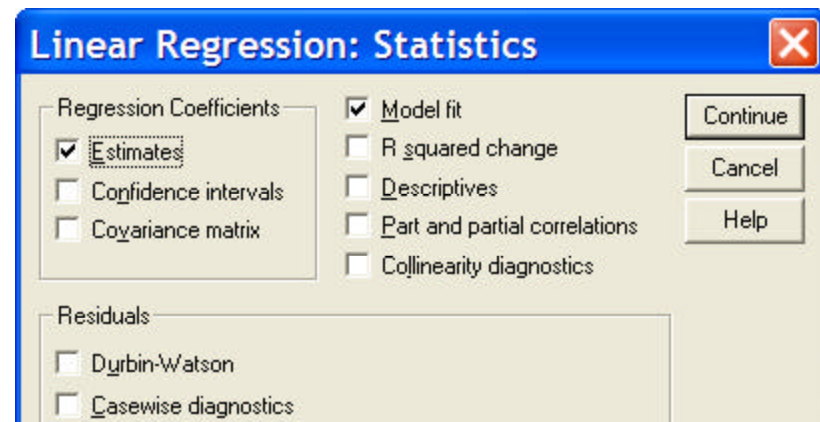 Linear Regression: Statistics
Regression Coefficients
Estimates
Confidence intervals
Covariance matrix
Model fit
R squared change
Descriptives
Part and partial correlations
Collinearity diagnostics
Continue
Cancel
Help
Residuals
Durbin-Watson
Casewise diagnostics